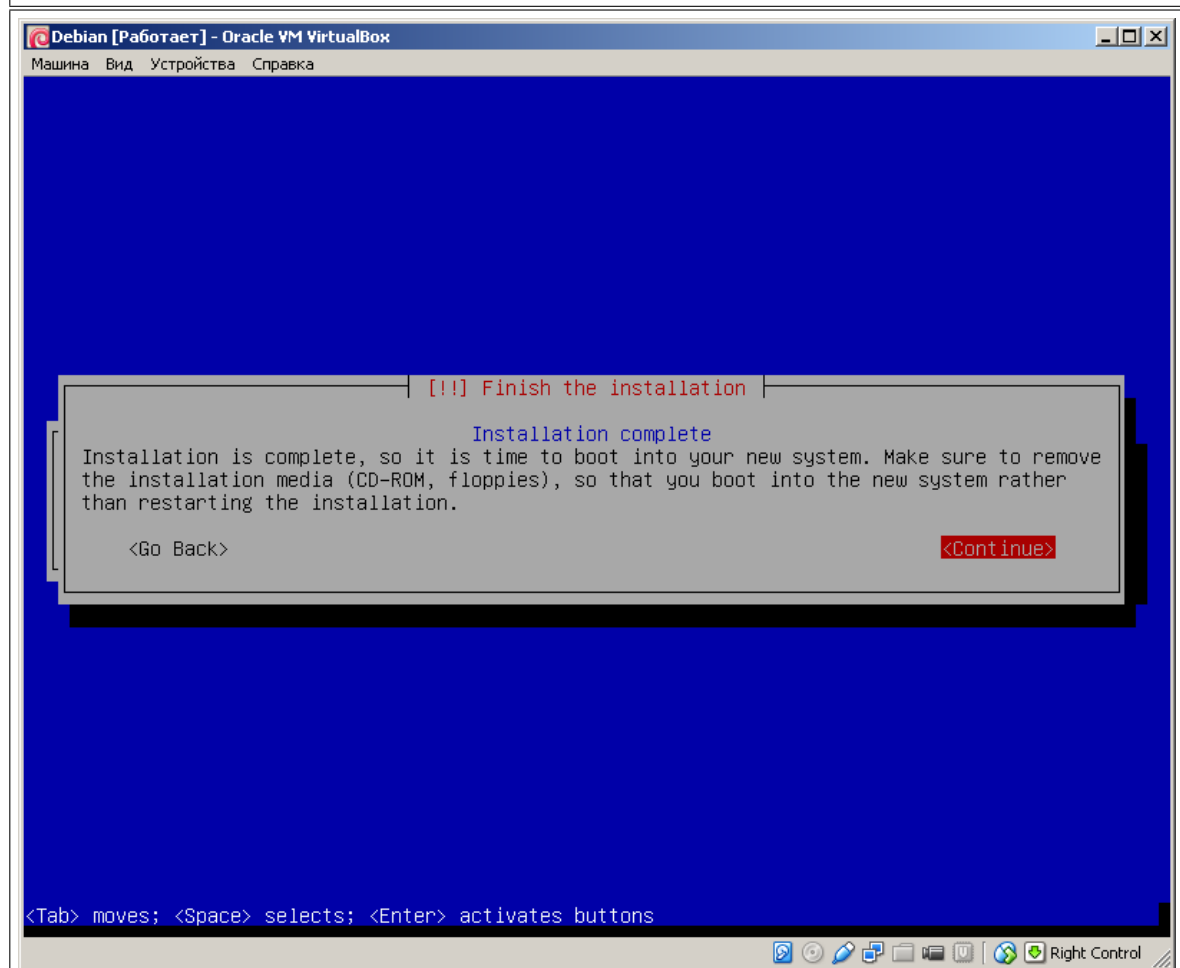 Debian [Работает] - Oracle VM VirtualBox
Машина Вид Устройства Справка
[!!] Finish the installation
Installation complete
Installation is complete, so it is time to boot into your new system. Make sure to remove
the installation media (CD-ROM, floppies), so that you boot into the new system rather
than restarting the installation.
<Go Back> <Continue>
<Tab> moves; <Space> selects; <Enter> activates buttons
Right Control